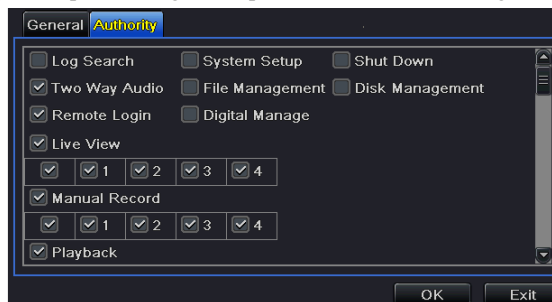 General Authority
Log Search System Setup Shut Down
Two Way Audio File Management Disk Management
Remote Login Digital Manage
Live View
1 2 3 4
Manual Record
1 2 3 4
Playback
OK Exit